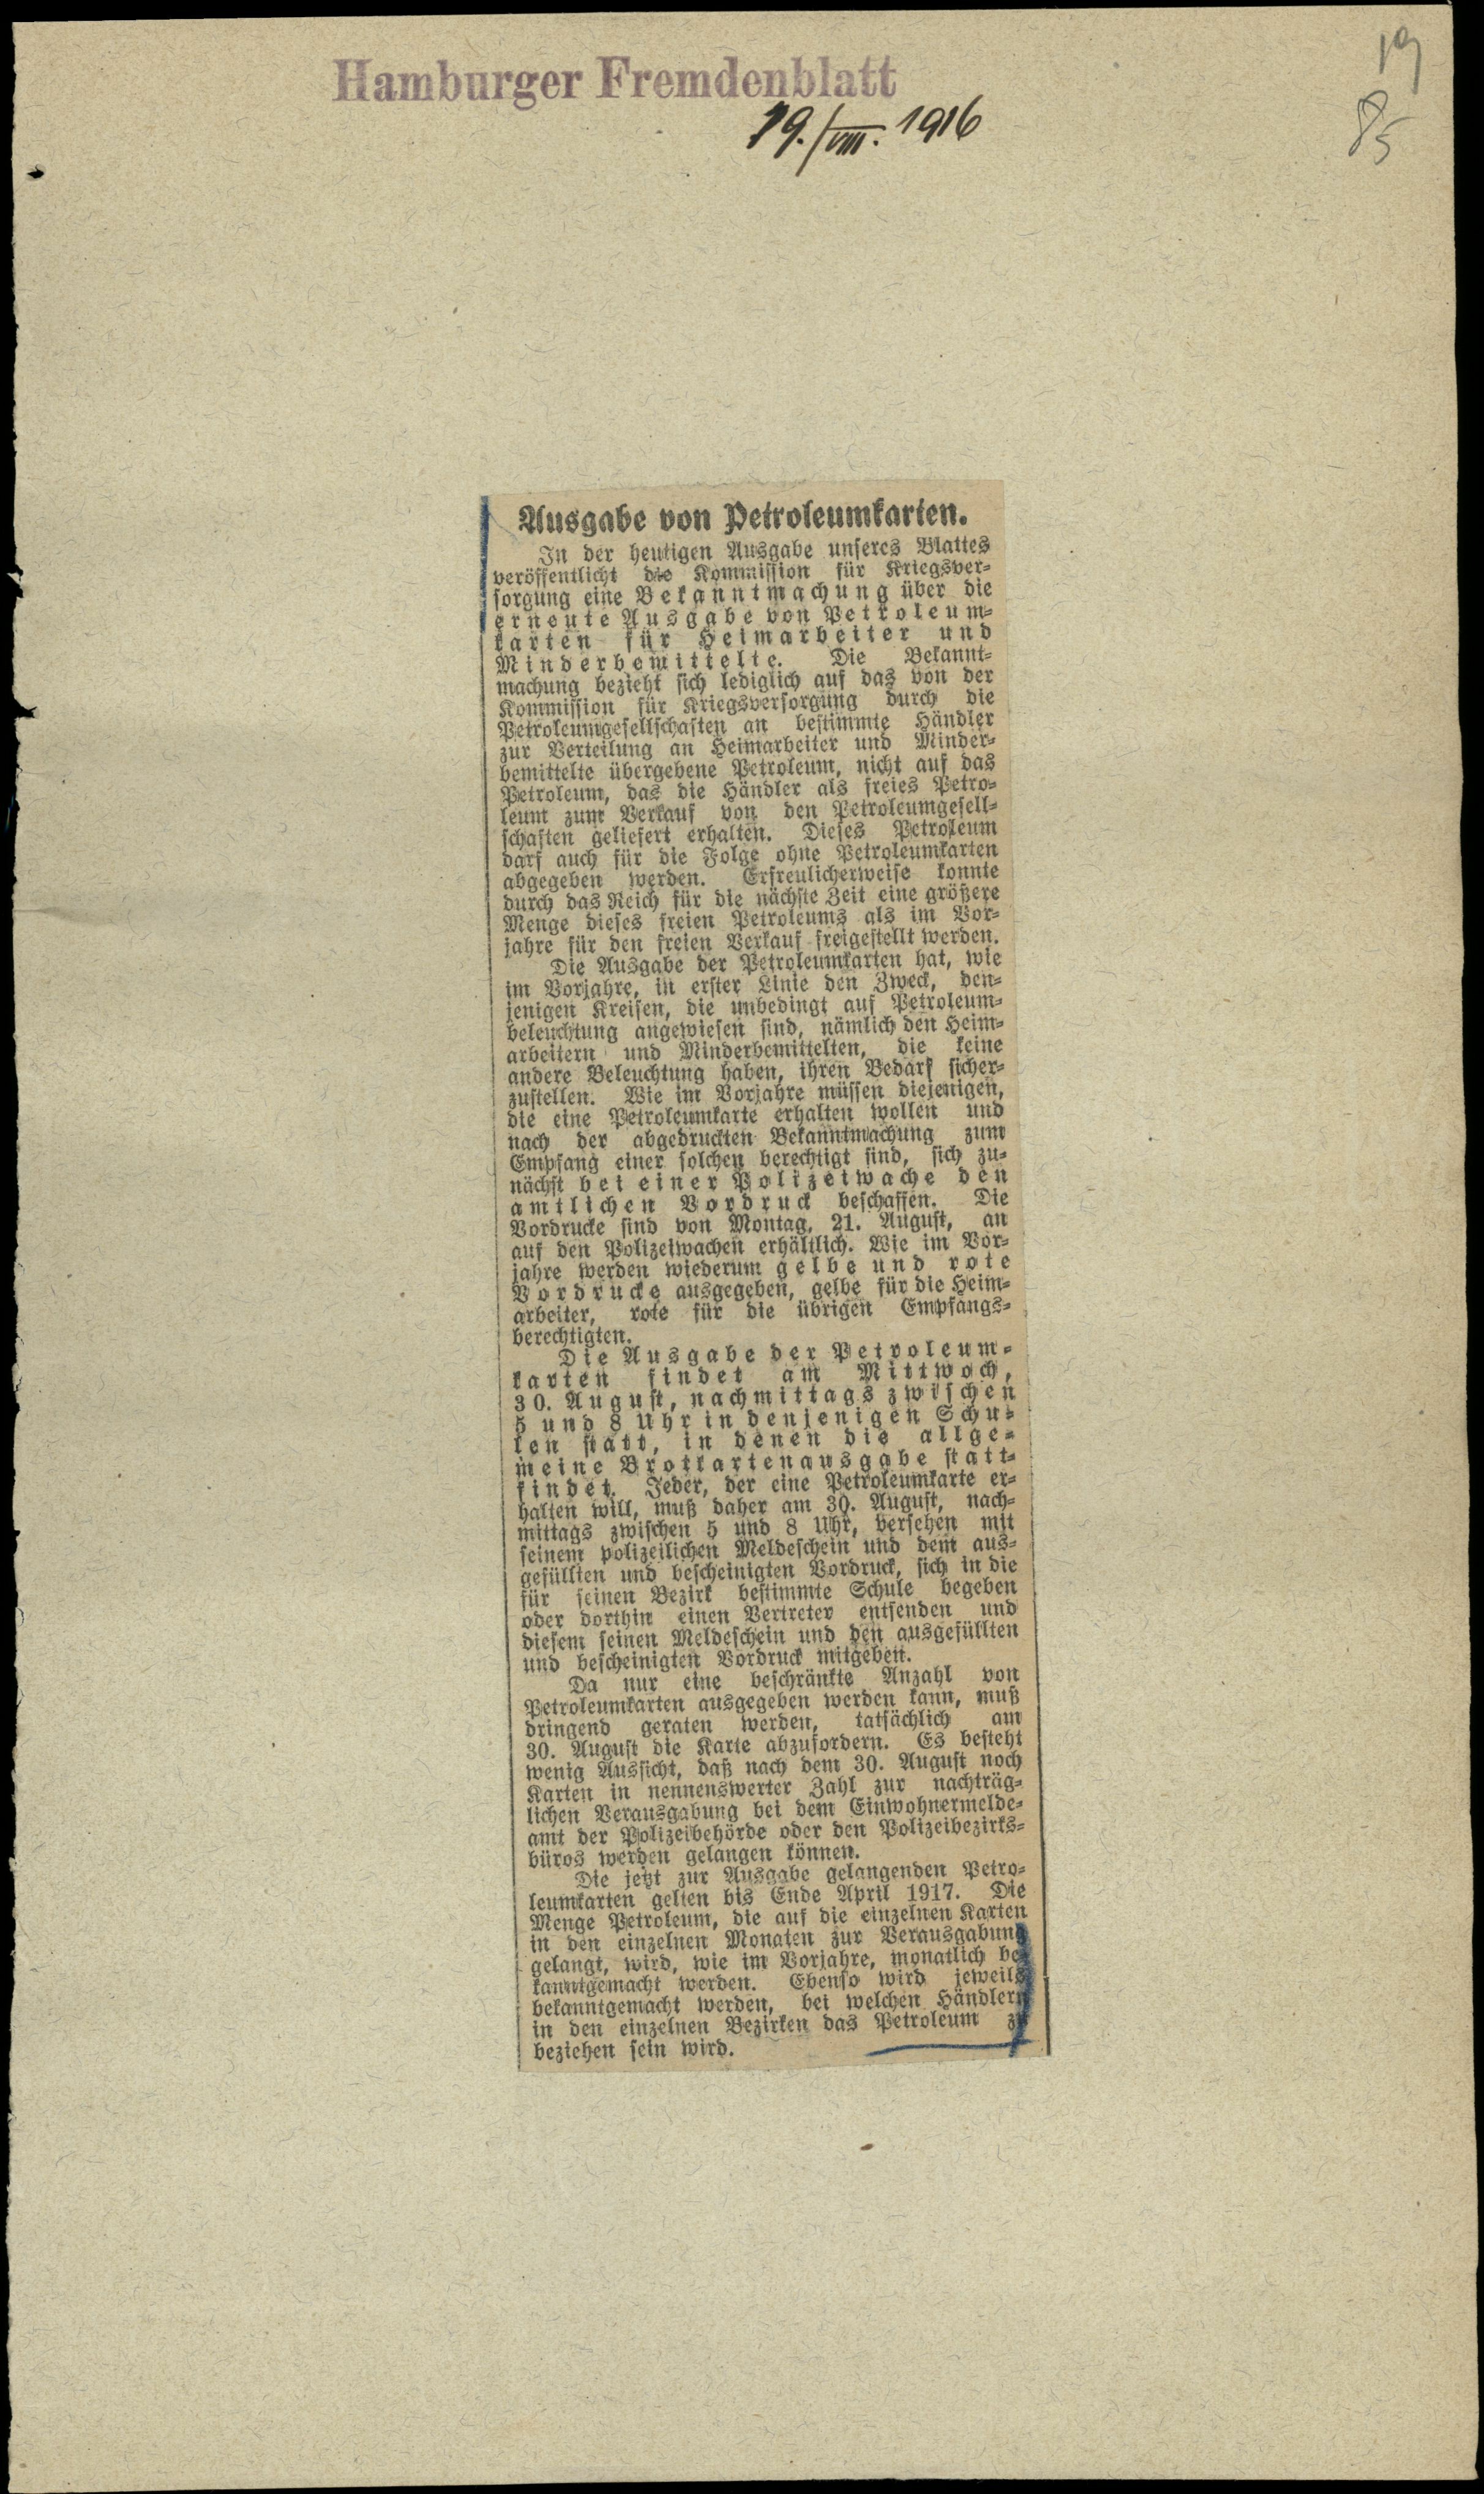 Hamburger Fremdenblatt
19./VIII. 1916
19
85
Ausgabe von Petroleumkarten.
In der heutigen Ausgabe unseres Blattes
veröffentlicht die Kommission für Kriegsver-
sorgung eine Bekanntmachung über die
erneute Ausgabe von Petroleum-
karten für Heimarbeiter und
Minderbemittelte. Die Bekannt-
machung bezieht sich lediglich auf das von der
Kommission für Kriegsversorgung durch die
Petroleumgesellschaften an bestimmte Händler
zur Verteilung an Heimarbeiter und Minder-
bemittelte übergebene Petroleum, nicht auf das
Petroleum, das die Händler als freies Petro-
leum zum Verkauf von den Petroleumgesell-
schaften geliefert erhalten. Dieses Petroleum
darf auch für die Folge ohne Petroleumkarten
abgegeben werden. Erfreulicherweise konnte
durch das Reich für die nächste Zeit eine größere
Menge dieses freien Petroleums als im Vor-
jahre für den freien Verkauf freigestellt werden.
Die Ausgabe der Petroleumkarten hat, wie
im Vorjahre, in erster Linie den Zweck, den-
jenigen Kreisen, die unbedingt auf Petroleum-
beleuchtung angewiesen sind, nämlich den Heim-
arbeitern und Minderbemittelten, die keine
andere Beleuchtung haben, ihren Bedarf sicher-
zustellen. Wie im Vorjahre müssen diejenigen,
die eine Petroleumkarte erhalten wollen und
nach der abgedruckten Bekanntmachung zum
Empfang einer solchen berechtigt sind, sich zu-
nächst bei einer Polizeiwache den
amtlichen Vordruck beschaffen. Die
Vordrucke sind von Montag, 21. August, an
auf den Polizeiwachen erhältlich. Wie im Vor-
jahre werden wiederum gelbe und rote
Vordrucke ausgegeben, gelbe für die Heim-
arbeiter, rote für die übrigen Empfangs-
berechtigten.
Die Ausgabe der Petroleum-
karten findet am Mittwoch,
30. August, nachmittags zwischen
5 und 8 Uhr in denjenigen Schu-
len statt, in denen die allge-
meine Brotkartenausgabe statt-
findet. Jeder, der eine Petroleumkarte er-
halten will, muß daher am 30. August, nach-
mittags zwischen 5 und 8 Uhr, versehen mit
seinem polizeilichen Meldeschein und dem aus-
gefüllten und bescheinigten Vordruck, sich in die
für seinen Bezirk bestimmte Schule begeben
oder dorthin einen Vertreter entsenden und
diesem seinen Meldeschein und den ausgefüllten
und bescheinigten Vordruck mitgeben.
Da nur eine beschränkte Anzahl von
Petroleumkarten ausgegeben werden kann, muß
dringend geraten werden, tatsächlich am
30. August die Karte abzufordern. Es besteht
wenig Aussicht, daß nach dem 30. August noch
Karten in nennenswerter Zahl zur nachträg-
lichen Verausgabung bei dem Einwohnermelde-
amt der Polizeibehörde oder den Polizeibezirks-
büros werden gelangen können.
Die jetzt zur Ausgabe gelangenden Petro-
leumkarten gelten bis Ende April 1917. Die
Menge Petroleum, die auf die einzelnen Karten
in den einzelnen Monaten zur Verausgabung
gelangt, wird, wie im Vorjahre, monatlich be-
kanntgemacht werden. Ebenso wird jeweils
bekanntgemacht werden, bei welchen Händlern
in den einzelnen Bezirken das Petroleum zu
beziehen sein wird.